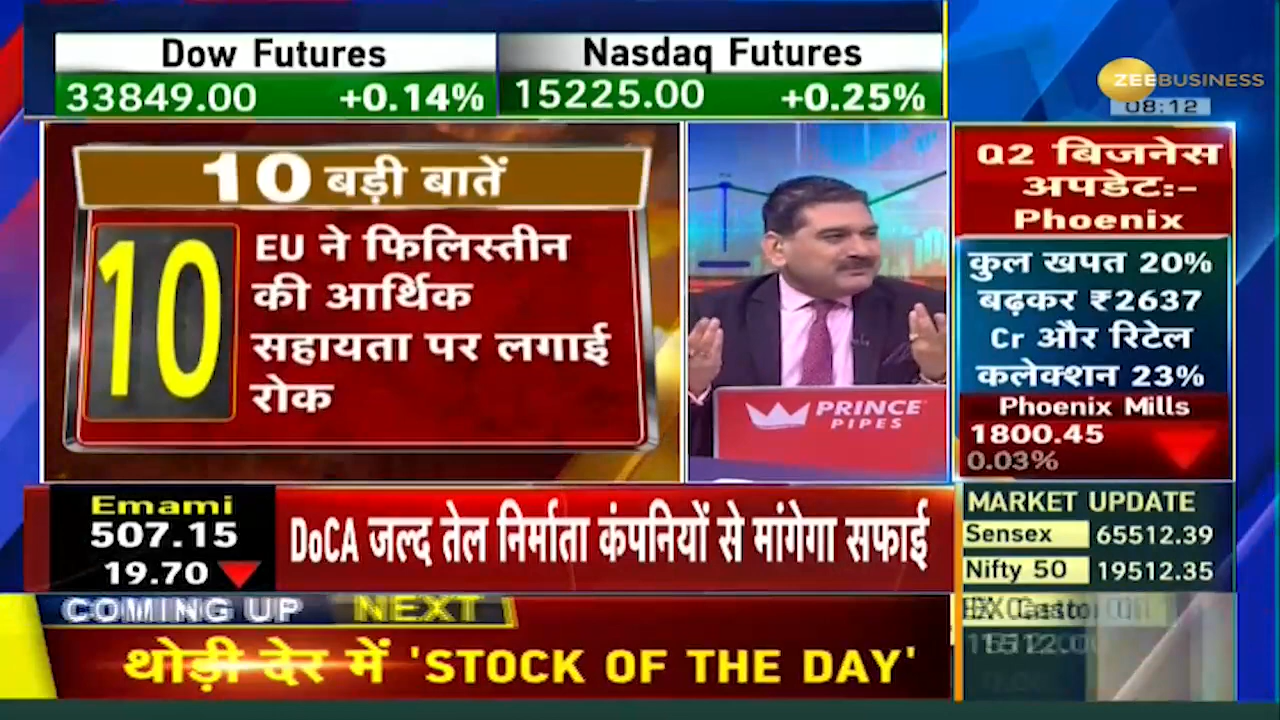 Dow Futures
33849.00 +0.14%
Nasdaq Futures
15225.00 +0.25%
ZEEBUSINESS
08:12
10 बड़ी बातें
10
EU ने फिलिस्तीन
की आर्थिक
सहायता पर लगाई
रोक
PRINCE
PIPES
Q2 बिजनेस
अपडेट:-
Phoenix
कुल खपत 20%
बढ़कर ₹2637
Cr और रिटेल
कलेक्शन 23%
Phoenix Mills
1800.45
0.03%
Emami
507.15
19.70
DoCA जल्द तेल निर्माता कंपनियों से मांगेगा सफाई
MARKET UPDATE
Sensex 65512.39
Nifty 50 19512.35
COMING UP NEXT
थोड़ी देर में 'STOCK OF THE DAY'